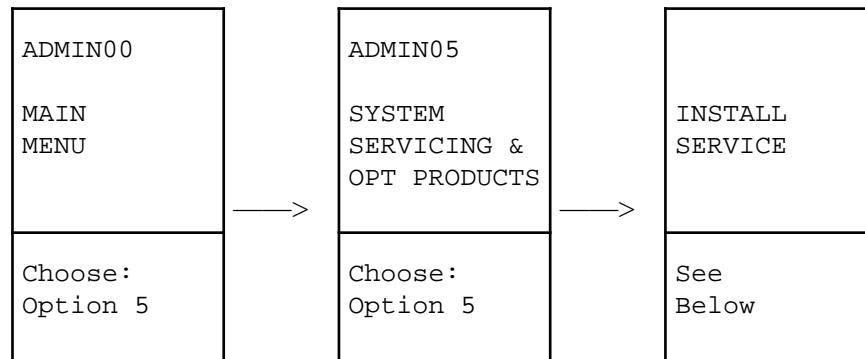 ADMIN00
MAIN
MENU
Choose:
Option 5
ADMIN05
SYSTEM
SERVICING &
OPT PRODUCTS
Choose:
Option 5
INSTALL
SERVICE
See
Below